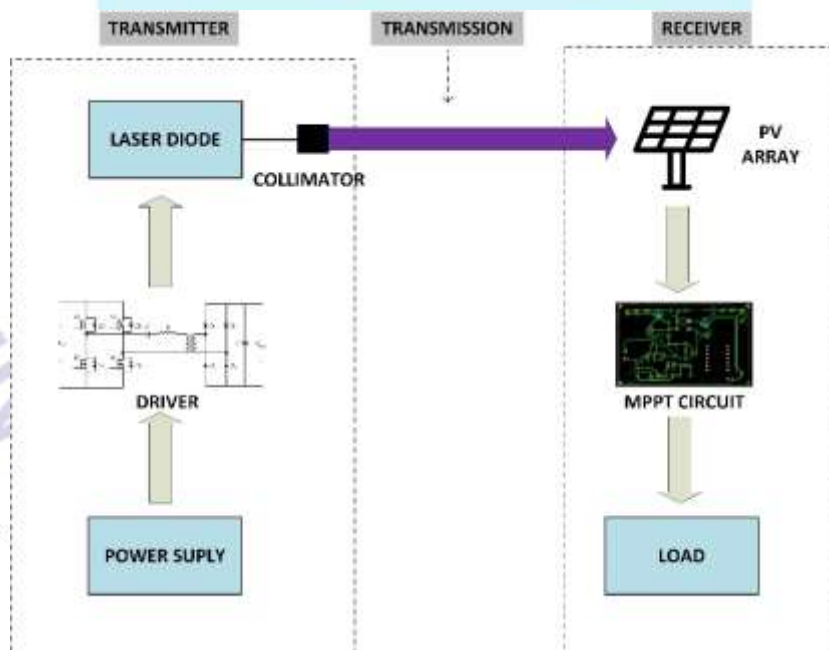 TRANSMITTER
TRANSMISSION
RECEIVER
LASER DIODE
COLLIMATOR
PV
ARRAY
DRIVER
MPPT CIRCUIT
POWER SUPLY
LOAD